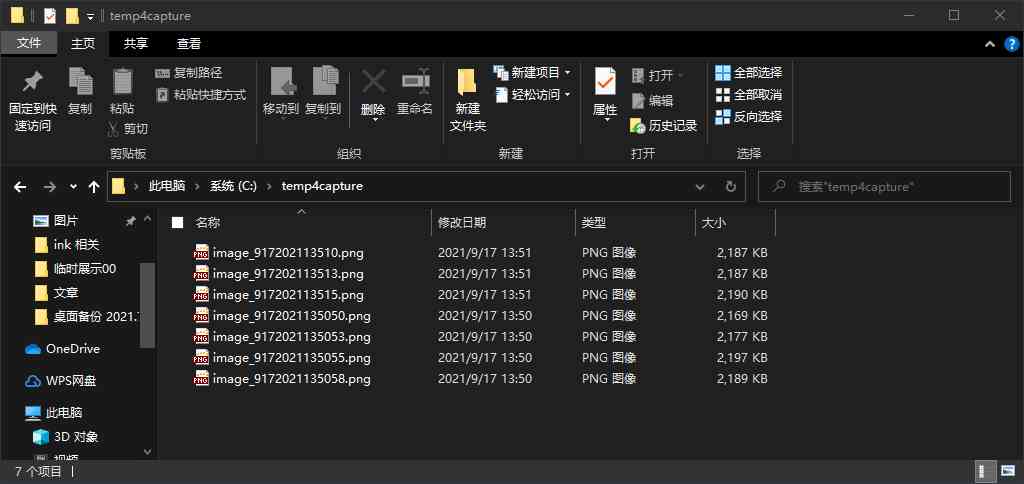 temp4capture
文件 主页 共享 查看
固定到快速访问
复制
粘贴
复制路径
粘贴快捷方式
剪切
剪贴板
移动到
复制到
删除
重命名
组织
新建文件夹
新建项目
轻松访问
新建
属性
打开
编辑
历史记录
打开
全部选择
全部取消
反向选择
选择
此电脑 系统 (C:) temp4capture
搜索"temp4capture"
图片
ink 相关
临时展示00
文章
桌面备份 2021.
OneDrive
WPS网盘
此电脑
3D 对象
视频
名称 修改日期 类型 大小
image_917202113510.png 2021/9/17 13:51 PNG 图像 2,187 KB
image_917202113513.png 2021/9/17 13:51 PNG 图像 2,187 KB
image_917202113515.png 2021/9/17 13:51 PNG 图像 2,190 KB
image_9172021135050.png 2021/9/17 13:50 PNG 图像 2,169 KB
image_9172021135053.png 2021/9/17 13:50 PNG 图像 2,177 KB
image_9172021135055.png 2021/9/17 13:50 PNG 图像 2,197 KB
image_9172021135058.png 2021/9/17 13:50 PNG 图像 2,189 KB
7 个项目